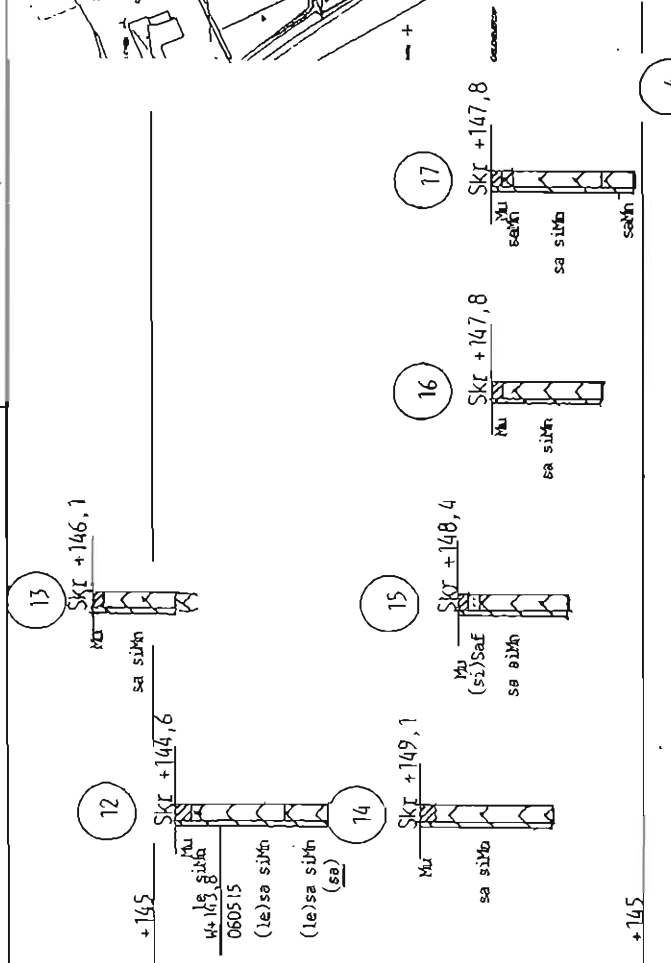 13
Skr +146,1
Mu
sa siMn
12
Skr +144,6
Mu
le siMn
W+143,8
060515
(le)sa siMn
(le)sa siMn
(sa)
+145
17
Skr +147,8
Mu
saMn
sa siMn
saMn
16
Skr +147,8
Mu
sa siMn
15
Skr +148,4
Mu
(si)Saf
sa siMn
14
Skr +149,1
Mu
sa siMn
+145